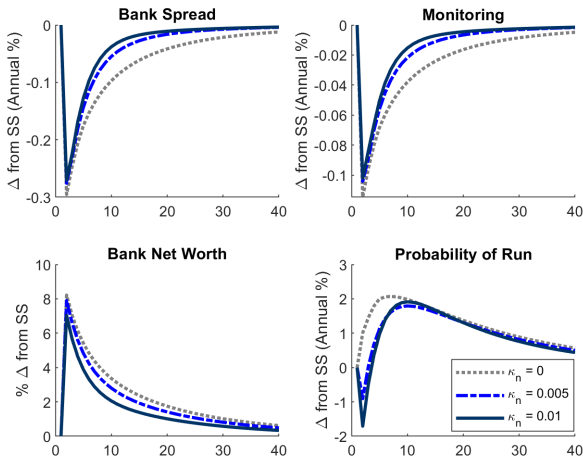 Bank Spread
Δ from SS (Annual %)
0
-0.1
-0.2
-0.3
0 10 20 30 40
Monitoring
Δ from SS (Annual %)
0
-0.02
-0.04
-0.06
-0.08
-0.1
0 10 20 30 40
Bank Net Worth
% Δ from SS
10
8
6
4
2
0
0 10 20 30 40
Probability of Run
Δ from SS (Annual %)
3
2
1
0
-1
-2
0 10 20 30 40
κn = 0
κn = 0.005
κn = 0.01